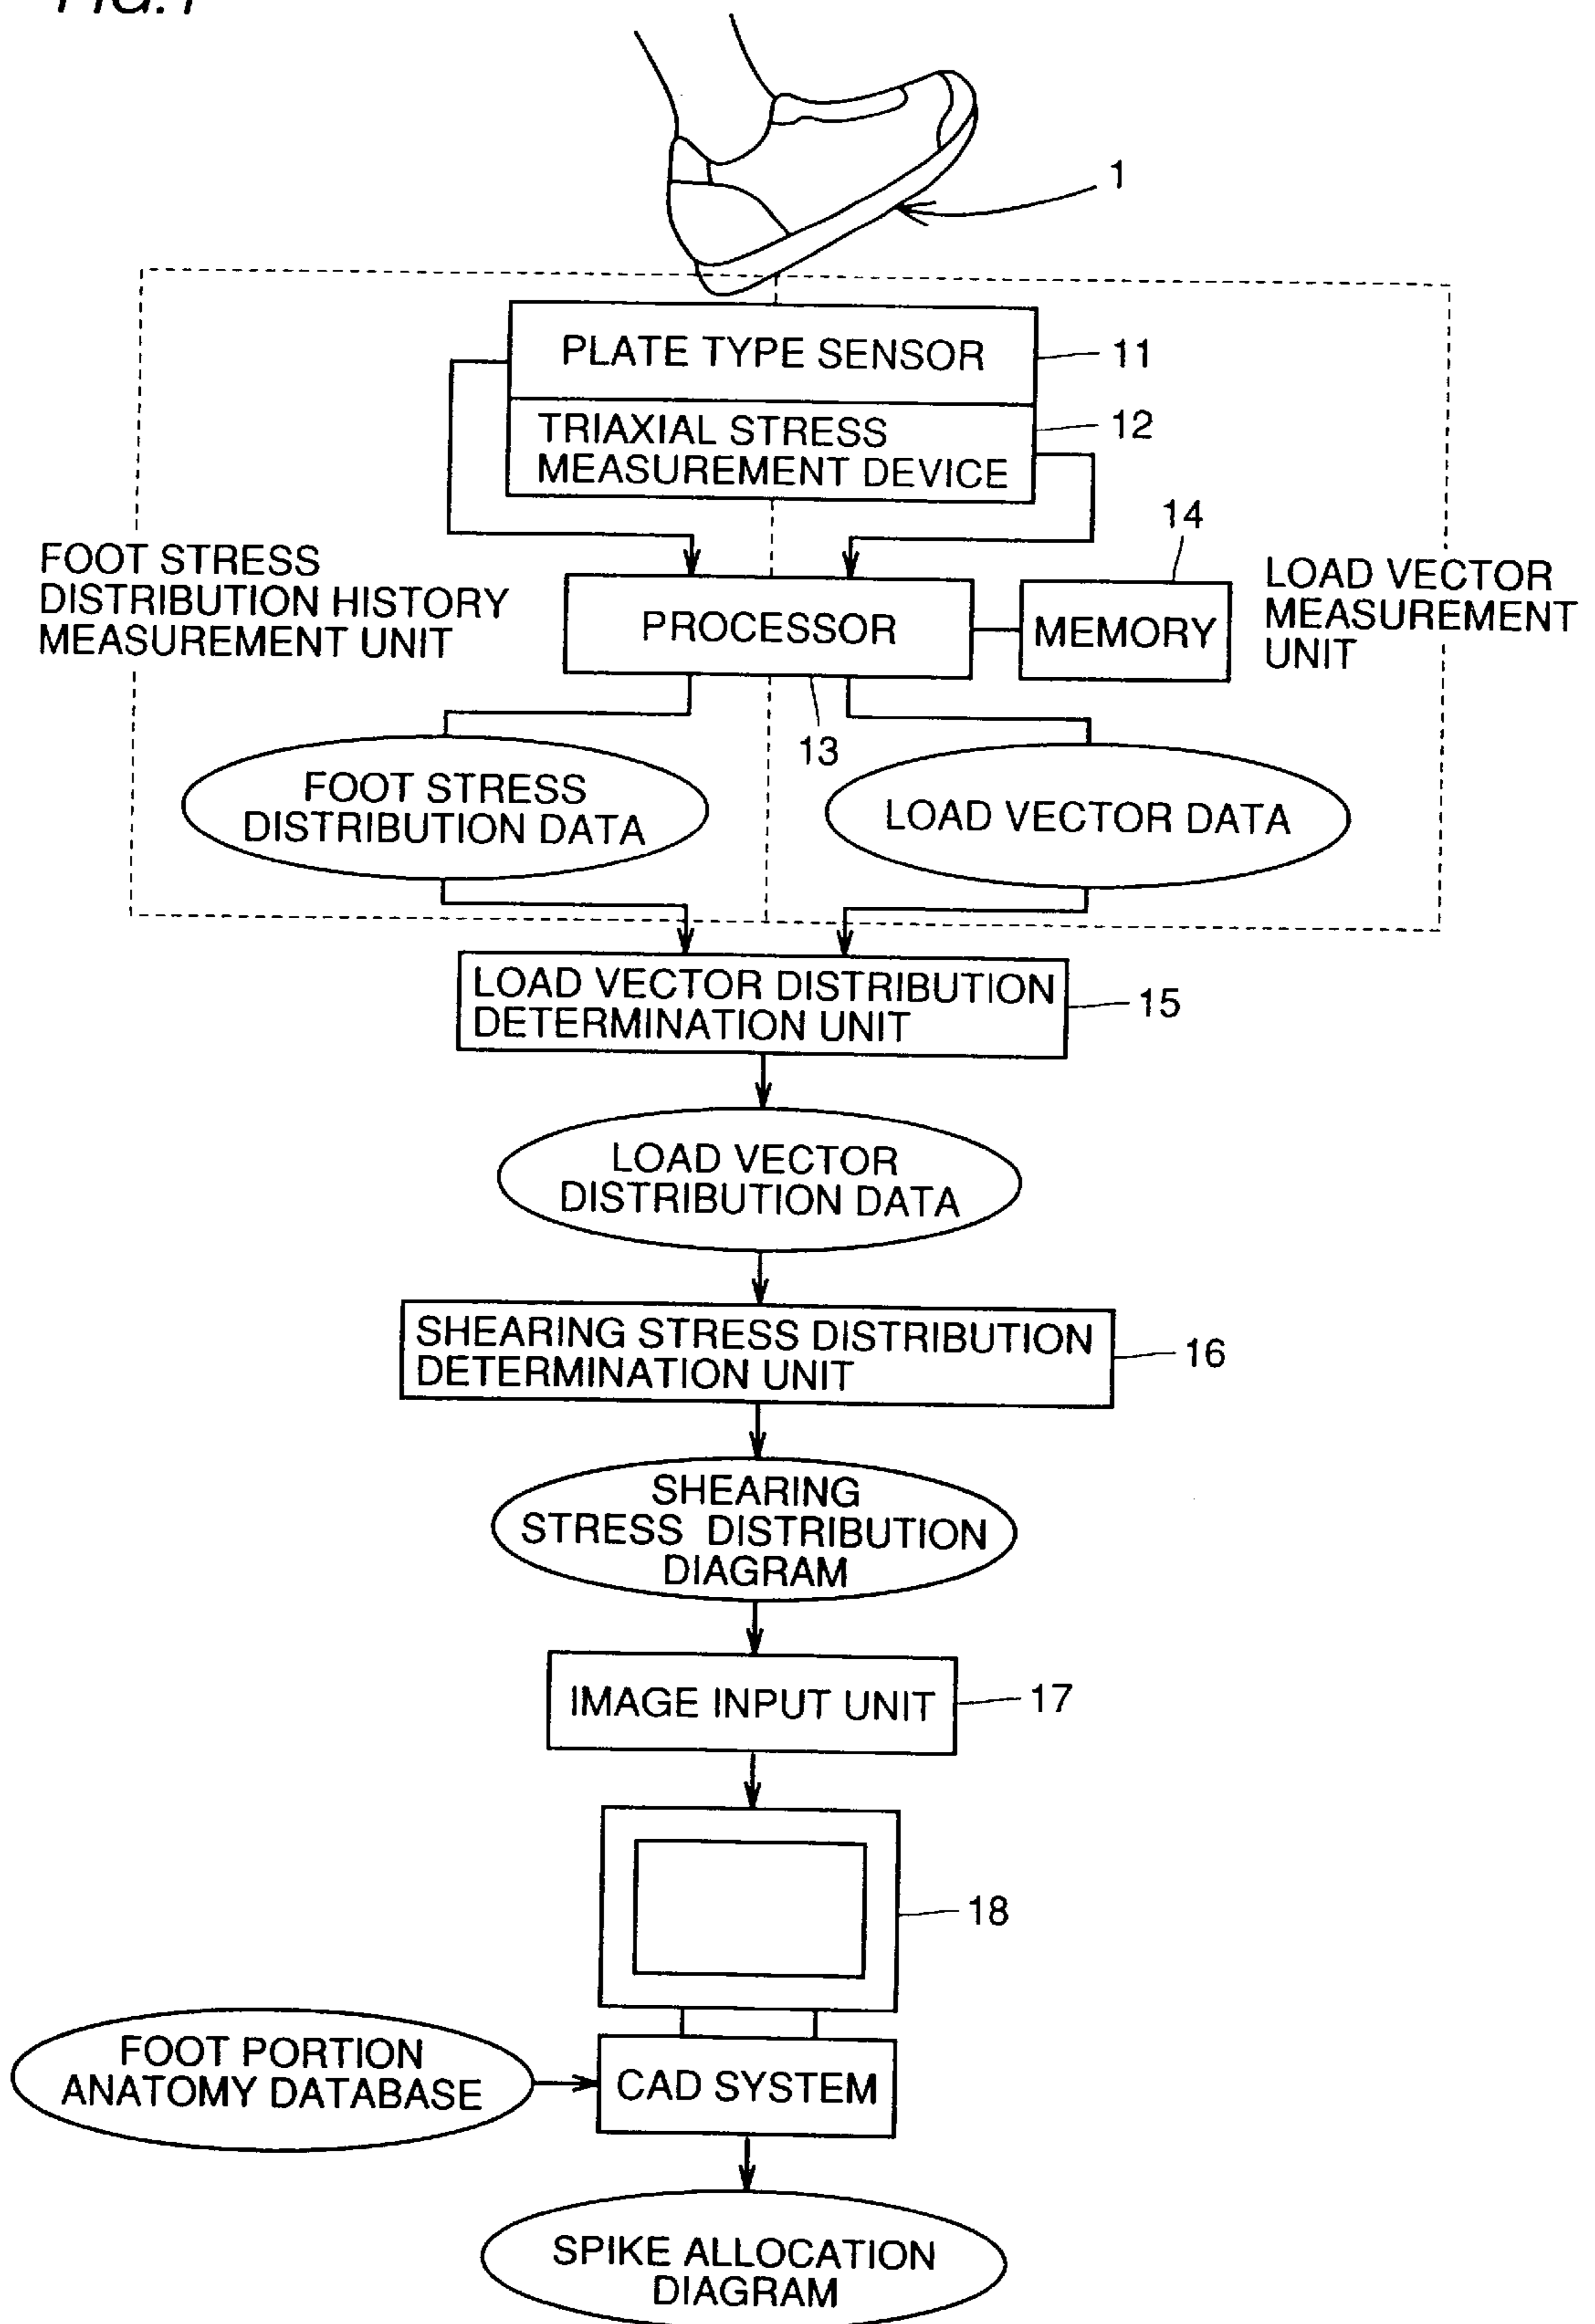 FIG.1
1
PLATE TYPE SENSOR
11
TRIAXIAL STRESS
MEASUREMENT DEVICE
12
14
FOOT STRESS
DISTRIBUTION HISTORY
MEASUREMENT UNIT
PROCESSOR
MEMORY
LOAD VECTOR
MEASUREMENT
UNIT
13
FOOT STRESS
DISTRIBUTION DATA
LOAD VECTOR DATA
LOAD VECTOR DISTRIBUTION
DETERMINATION UNIT
15
LOAD VECTOR
DISTRIBUTION DATA
SHEARING STRESS DISTRIBUTION
DETERMINATION UNIT
16
SHEARING
STRESS DISTRIBUTION
DIAGRAM
IMAGE INPUT UNIT
17
18
FOOT PORTION
ANATOMY DATABASE
CAD SYSTEM
SPIKE ALLOCATION
DIAGRAM